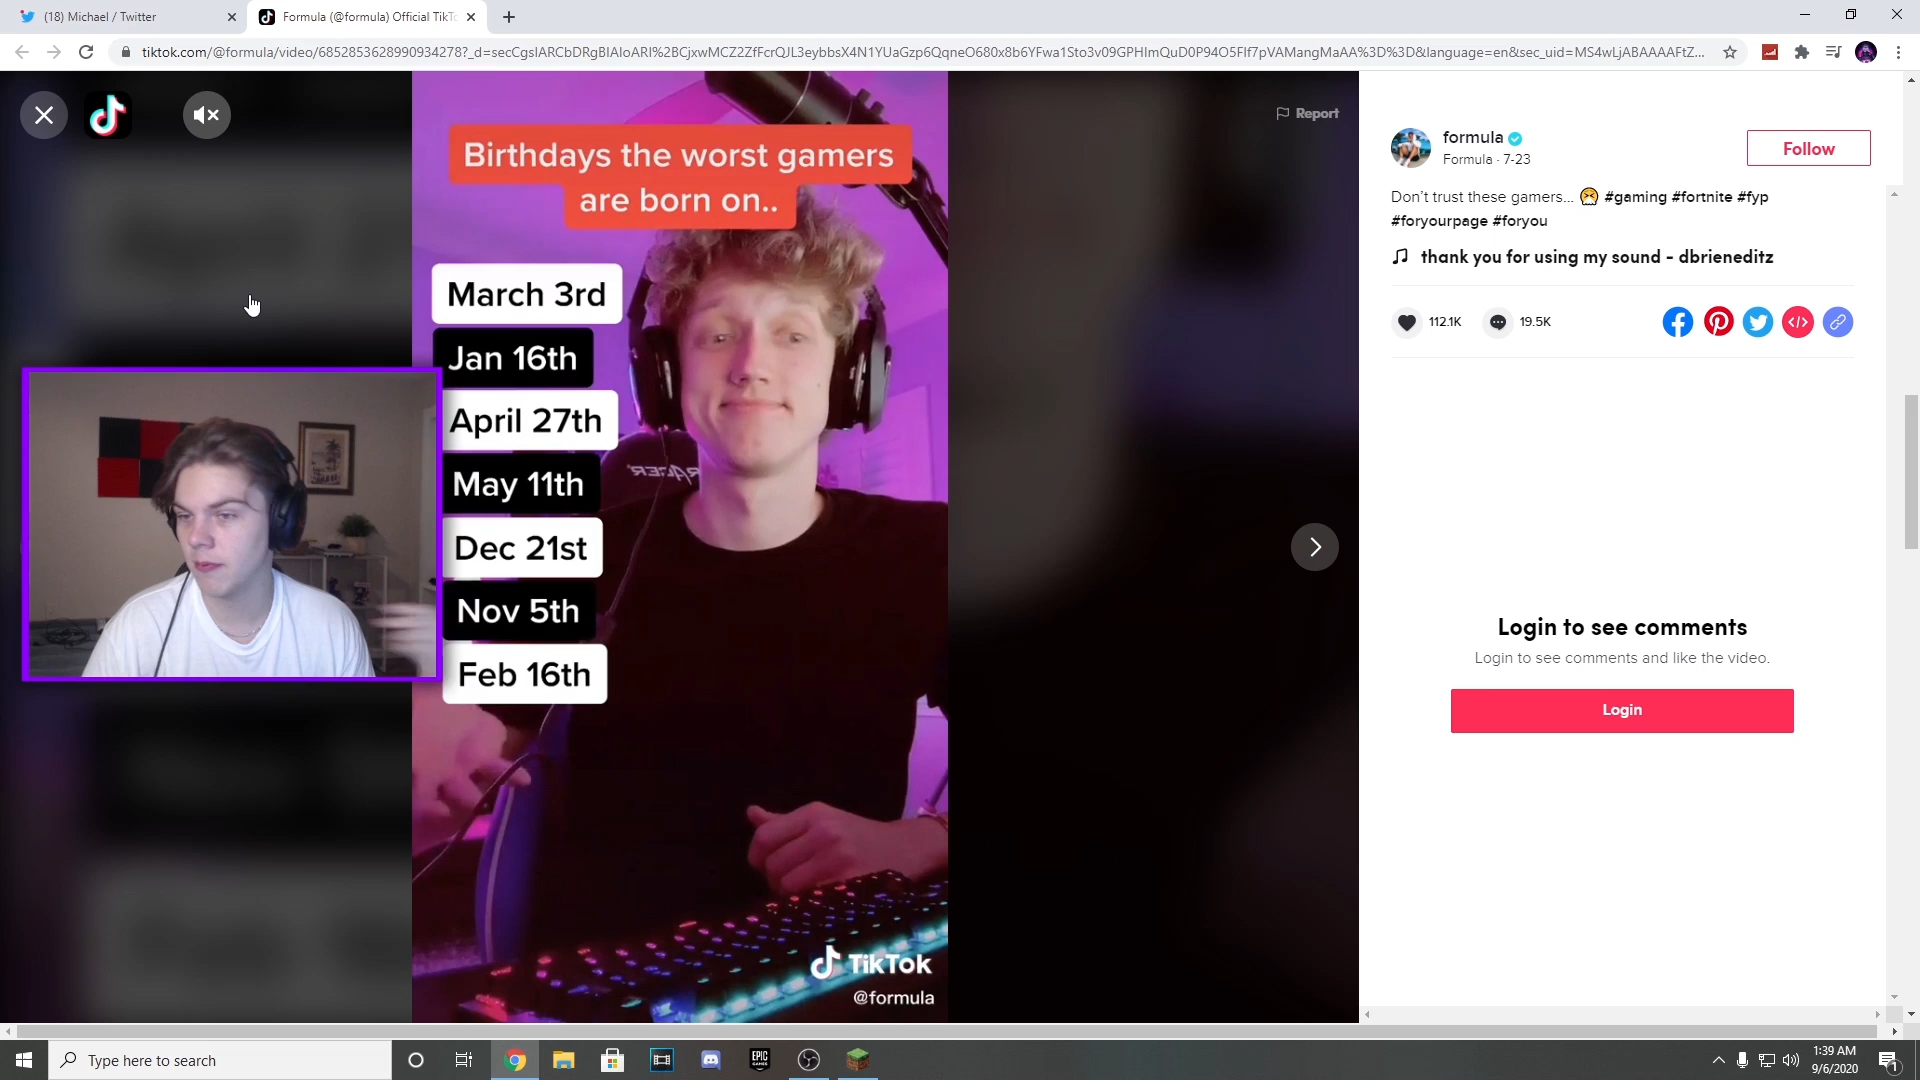 (18) Michael / Twitter
Formula (@formula) Official TikTo
tiktok.com/@formula/video/6852853628990934278?_d=secCgsIARCbDRgBIAIoARI%2BCjxwMCZ2ZfFcrQJL3eybbsX4N1YUaGzp6QqneO680x8b6YFwa1Sto3v09GPHImQuD0P94O5FIf7pVAMangMaAA%3D%3D&language=en&sec_uid=MS4wLjABAAAAFtZ...
Report
Birthdays the worst gamers
are born on..
March 3rd
Jan 16th
April 27th
May 11th
Dec 21st
Nov 5th
Feb 16th
TikTok
@formula
formula
Formula · 7-23
Follow
Don't trust these gamers... #gaming #fortnite #fyp
#foryourpage #foryou
thank you for using my sound - dbrieneditz
112.1K
19.5K
Login to see comments
Login to see comments and like the video.
Login
Type here to search
EPIC GAMES
1:39 AM
9/6/2020
1